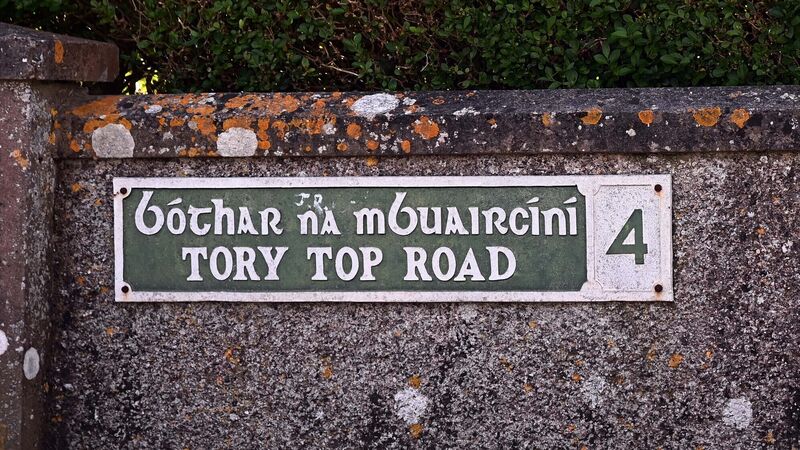 Bóthar na mBuaircíní
TORY TOP ROAD
4
J.R.